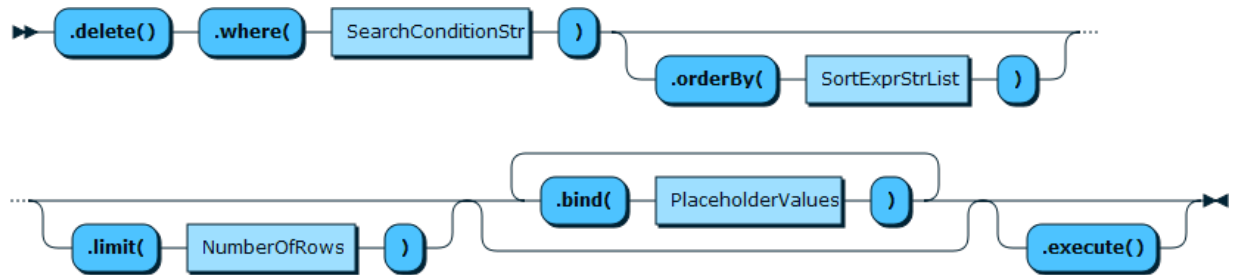 .delete() .where( SearchConditionStr )
.orderBy( SortExprStrList )
.bind( PlaceholderValues )
.limit( NumberOfRows ) .execute()